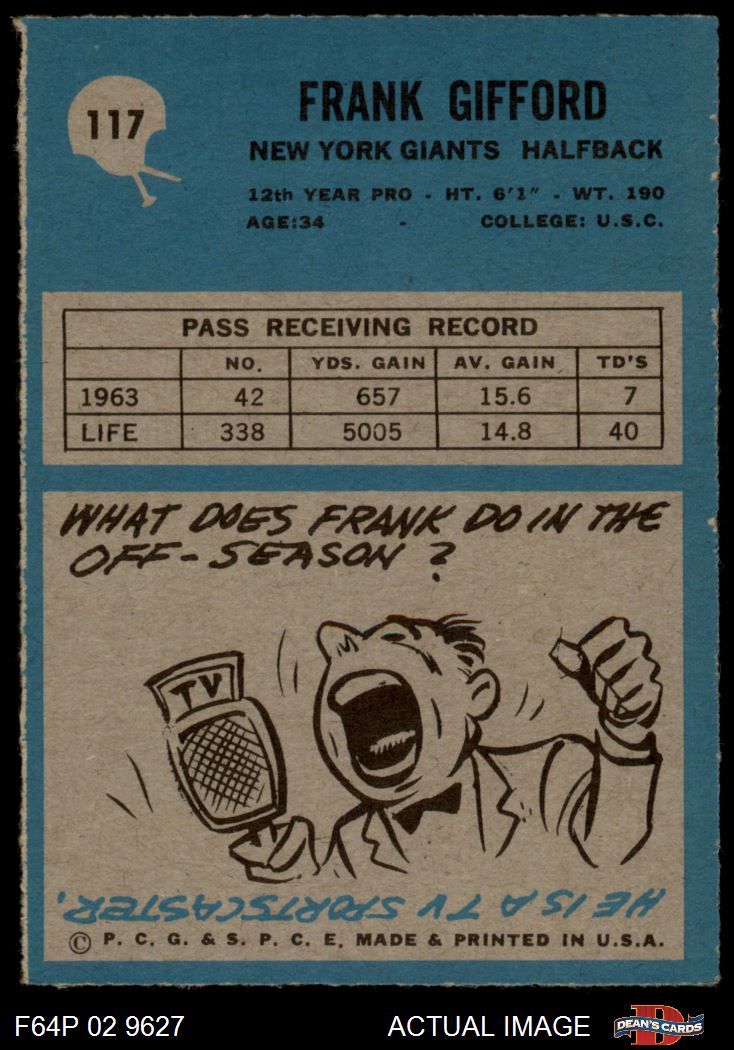 117
FRANK GIFFORD
NEW YORK GIANTS HALFBACK
12th YEAR PRO - HT. 6'1" - WT. 190
AGE:34 - COLLEGE: U.S.C.
PASS RECEIVING RECORD
NO. YDS. GAIN AV. GAIN TD'S
1963 42 657 15.6 7
LIFE 338 5005 14.8 40
WHAT DOES FRANK DO IN THE
OFF-SEASON?
TV
HE IS A TV SPORTSCASTER.
© P. C. G. & S. P. C. E. MADE & PRINTED IN U.S.A.
F64P 02 9627 ACTUAL IMAGE D DEAN'S CARDS